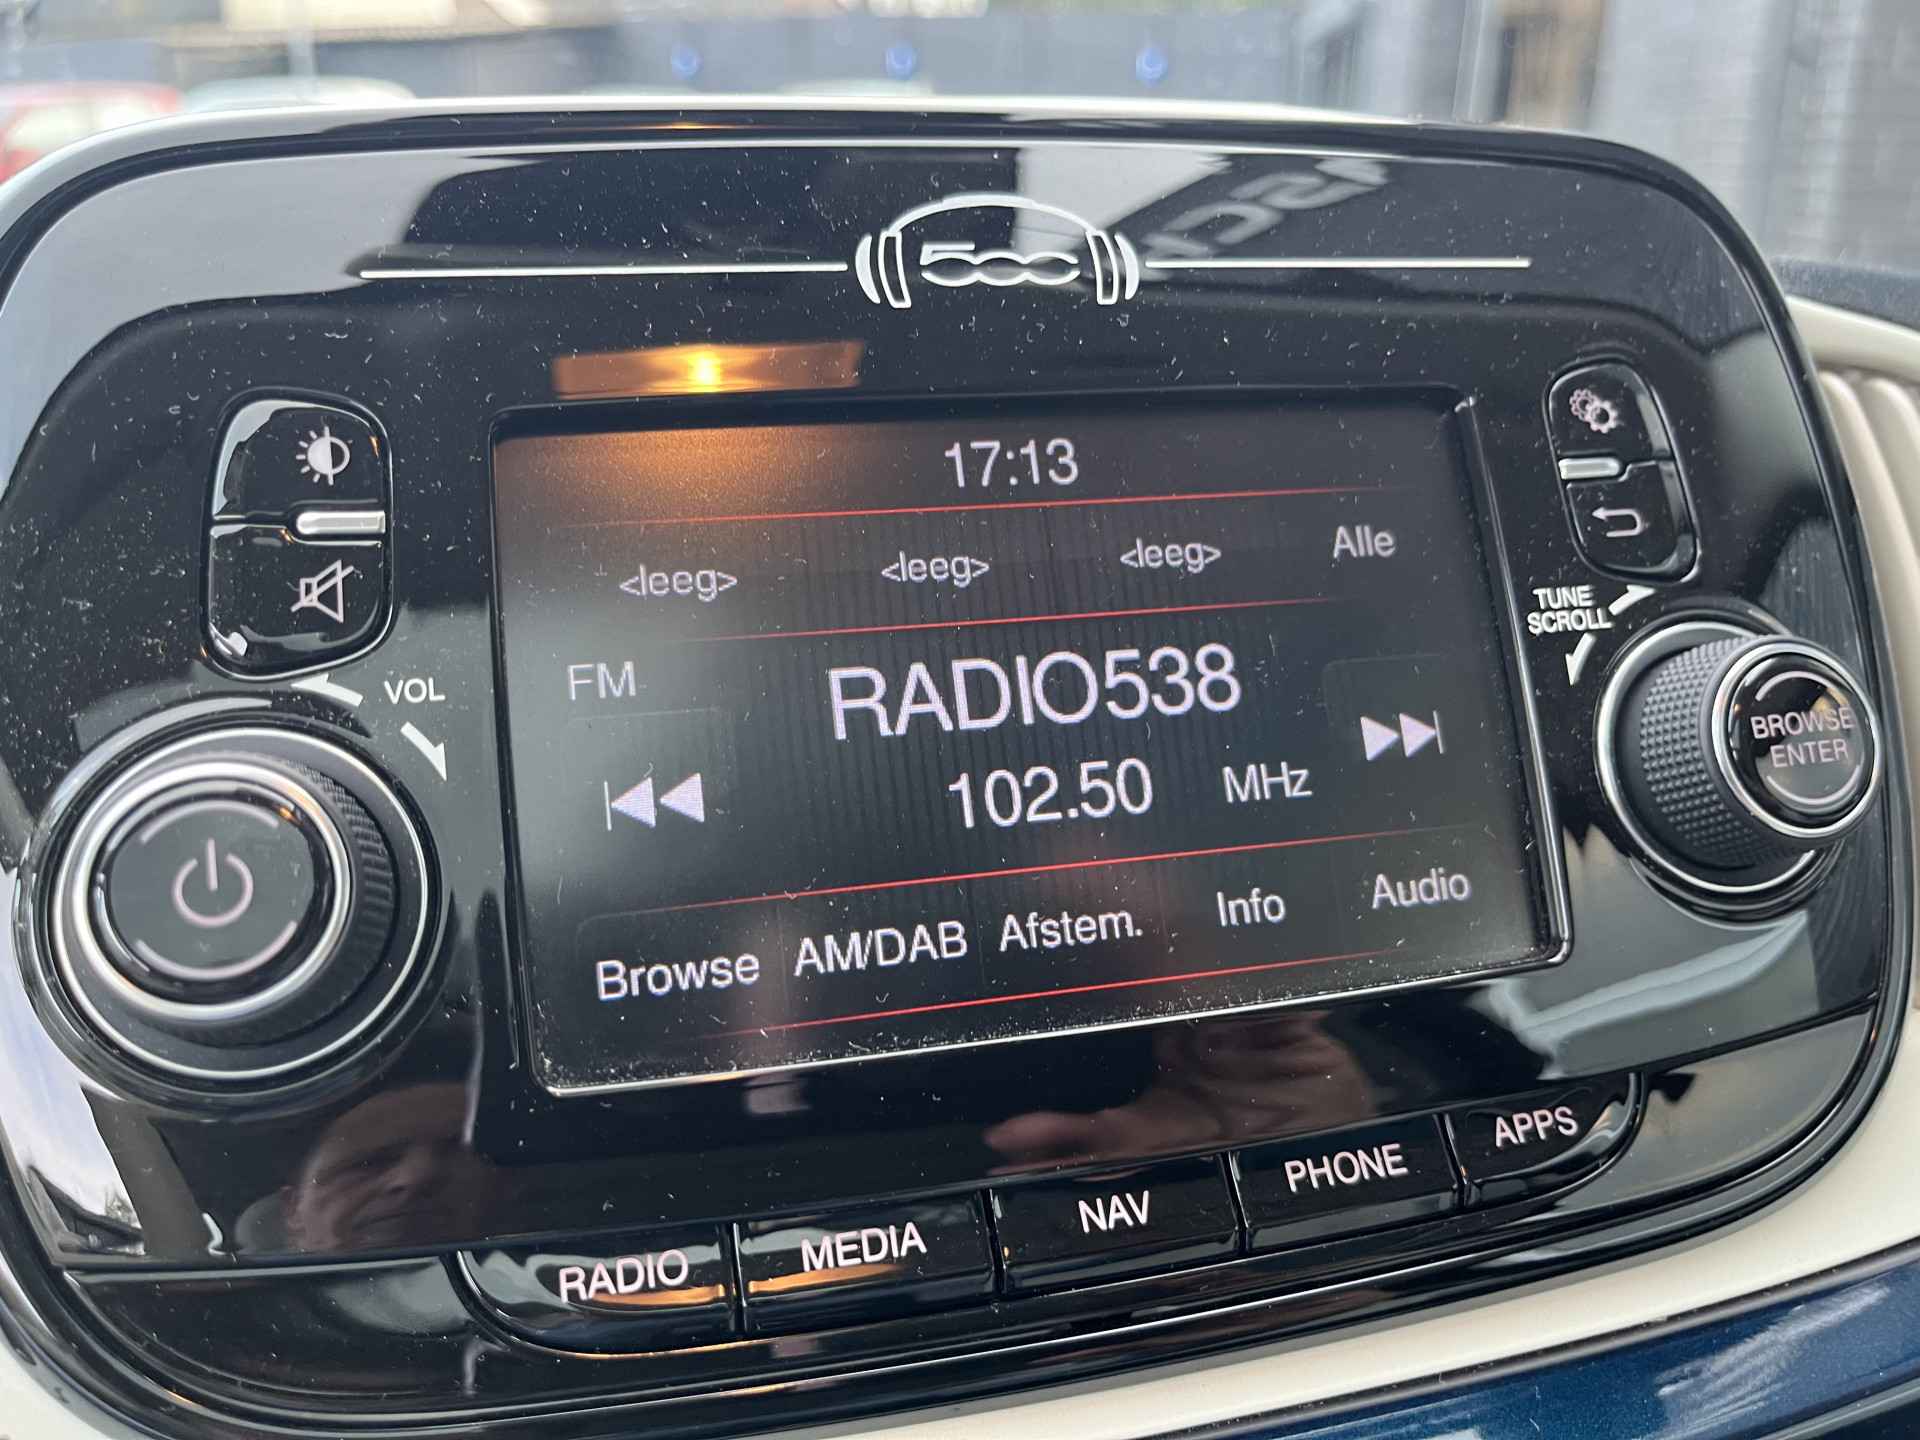 500
17:13
<leeg> <leeg> <leeg> Alle
TUNE
SCROLL
FM
RADIO538
VOL
102.50 MHz
BROWSE
ENTER
Browse AM/DAB Afstem. Info Audio
RADIO MEDIA NAV PHONE APPS